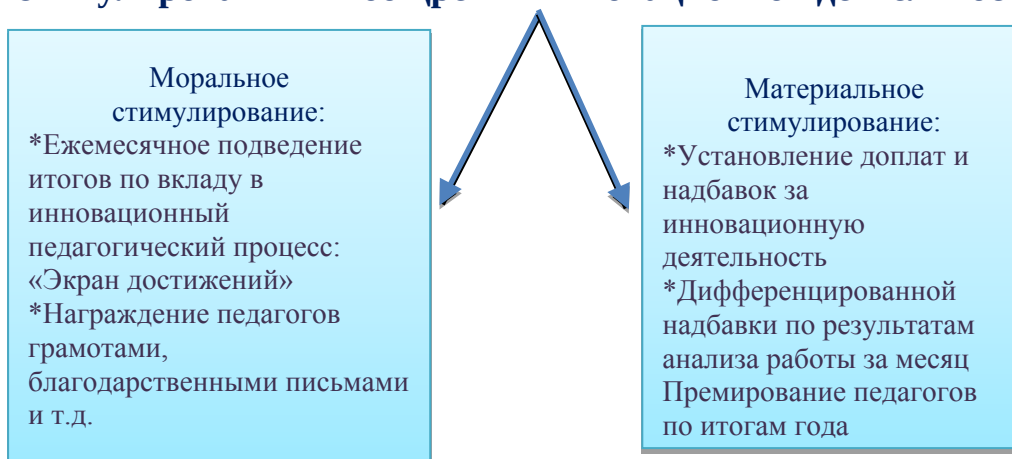 Моральное
стимулирование:
*Ежемесячное подведение
итогов по вкладу в
инновационный
педагогический процесс:
«Экран достижений»
*Награждение педагогов
грамотами,
благодарственными письмами
и т.д.
Материальное
стимулирование:
*Установление доплат и
надбавок за
инновационную
деятельность
*Дифференцированной
надбавки по результатам
анализа работы за месяц
Премирование педагогов
по итогам года